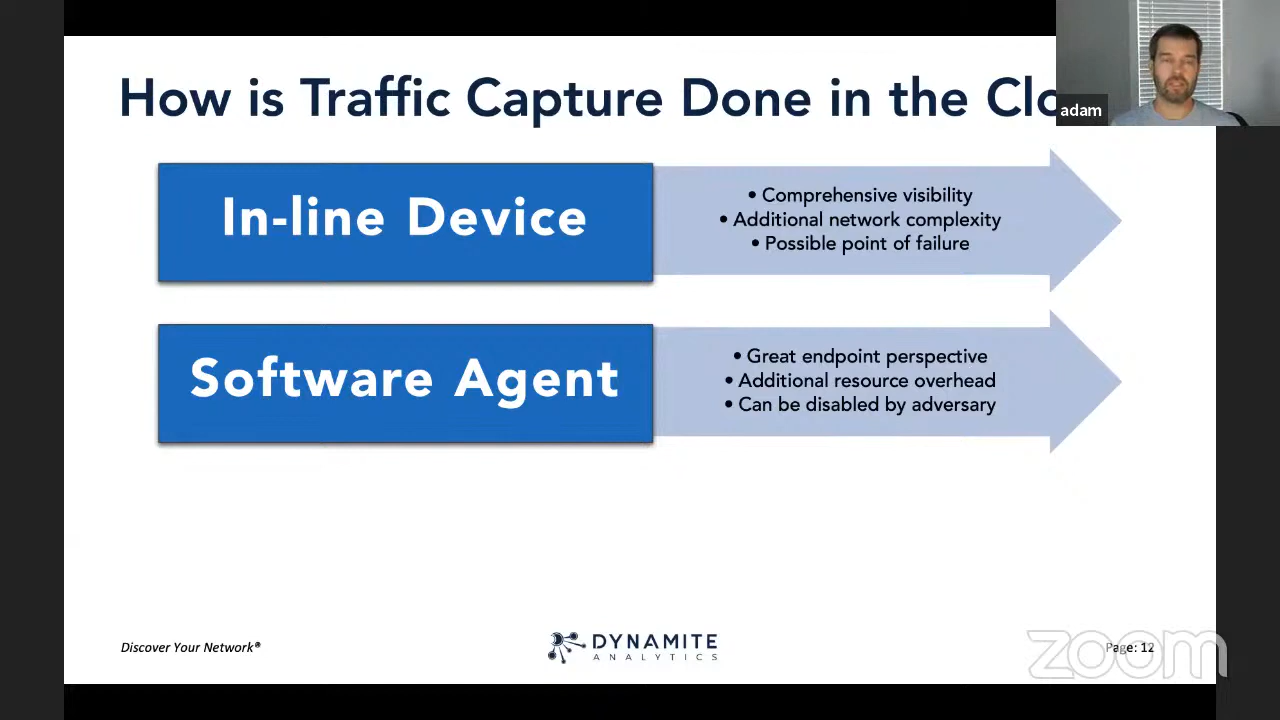 How is Traffic Capture Done in the Clo
adam
In-line Device
• Comprehensive visibility
• Additional network complexity
• Possible point of failure
Software Agent
• Great endpoint perspective
• Additional resource overhead
• Can be disabled by adversary
Discover Your Network®
DYNAMITE
ANALYTICS
Page: 12
zoom